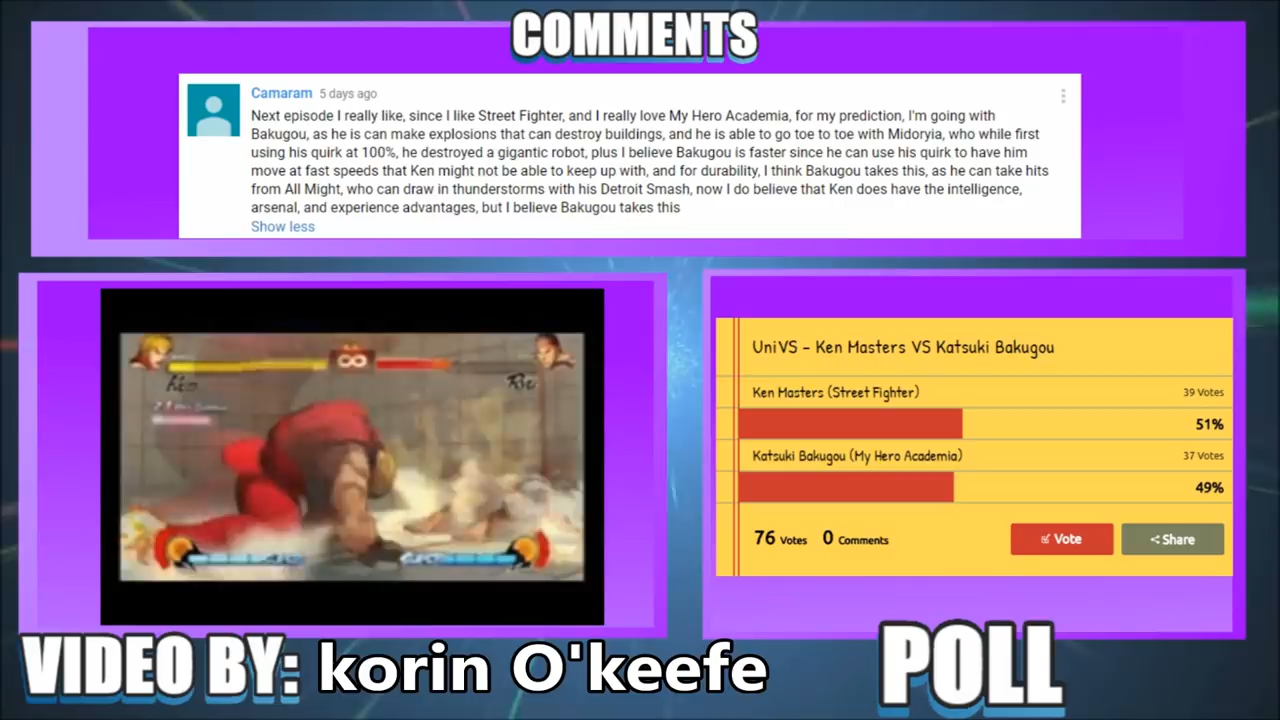 COMMENTS
Camaram 5 days ago
Next episode I really like, since I like Street Fighter, and I really love My Hero Academia, for my prediction, I'm going with
Bakugou, as he is can make explosions that can destroy buildings, and he is able to go toe to toe with Midoryia, who while first
using his quirk at 100%, he destroyed a gigantic robot, plus I believe Bakugou is faster since he can use his quirk to have him
move at fast speeds that Ken might not be able to keep up with, and for durability, I think Bakugou takes this, as he can take hits
from All Might, who can draw in thunderstorms with his Detroit Smash, now I do believe that Ken does have the intelligence,
arsenal, and experience advantages, but I believe Bakugou takes this
Show less
Ken
Ryu
UniVS - Ken Masters VS Katsuki Bakugou
Ken Masters (Street Fighter) 39 Votes
51%
Katsuki Bakugou (My Hero Academia) 37 Votes
49%
76 Votes 0 Comments
Vote
Share
VIDEO BY: korin O'keefe
POLL